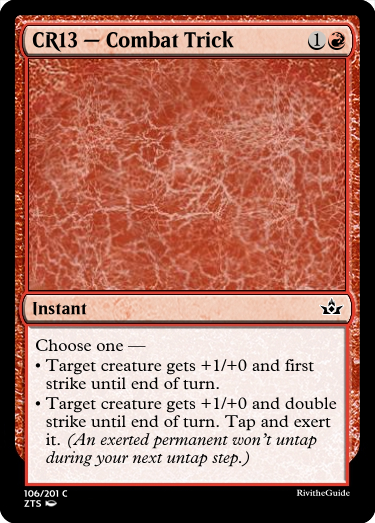 CR13 — Combat Trick 1
Instant
Choose one —
• Target creature gets +1/+0 and first
strike until end of turn.
• Target creature gets +1/+0 and double
strike until end of turn. Tap and exert
it. (An exerted permanent won't untap
during your next untap step.)
106/201 C
RivitheGuide
ZTS